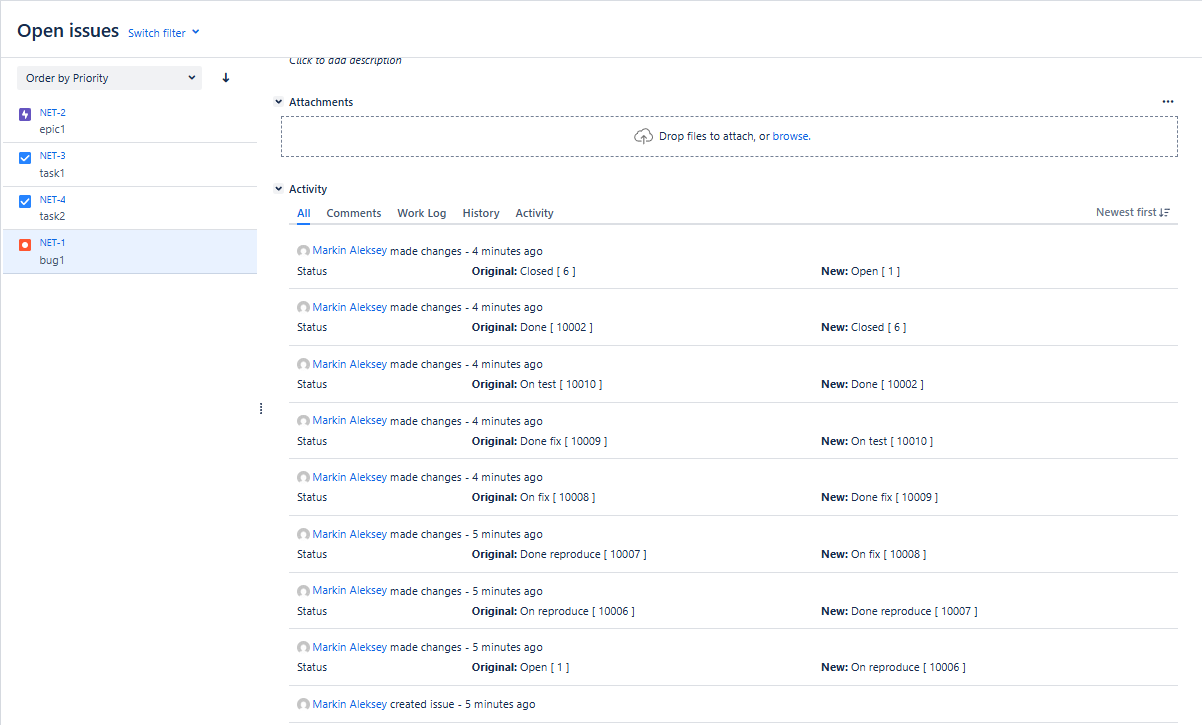 Open issues Switch filter
Order by Priority
NET-2
epic1
NET-3
task1
NET-4
task2
NET-1
bug1
Click to add description
Attachments
Drop files to attach, or browse.
Activity
All Comments Work Log History Activity Newest first
Markin Aleksey made changes - 4 minutes ago
Status Original: Closed [ 6 ] New: Open [ 1 ]
Markin Aleksey made changes - 4 minutes ago
Status Original: Done [ 10002 ] New: Closed [ 6 ]
Markin Aleksey made changes - 4 minutes ago
Status Original: On test [ 10010 ] New: Done [ 10002 ]
Markin Aleksey made changes - 4 minutes ago
Status Original: Done fix [ 10009 ] New: On test [ 10010 ]
Markin Aleksey made changes - 4 minutes ago
Status Original: On fix [ 10008 ] New: Done fix [ 10009 ]
Markin Aleksey made changes - 5 minutes ago
Status Original: Done reproduce [ 10007 ] New: On fix [ 10008 ]
Markin Aleksey made changes - 5 minutes ago
Status Original: On reproduce [ 10006 ] New: Done reproduce [ 10007 ]
Markin Aleksey made changes - 5 minutes ago
Status Original: Open [ 1 ] New: On reproduce [ 10006 ]
Markin Aleksey created issue - 5 minutes ago